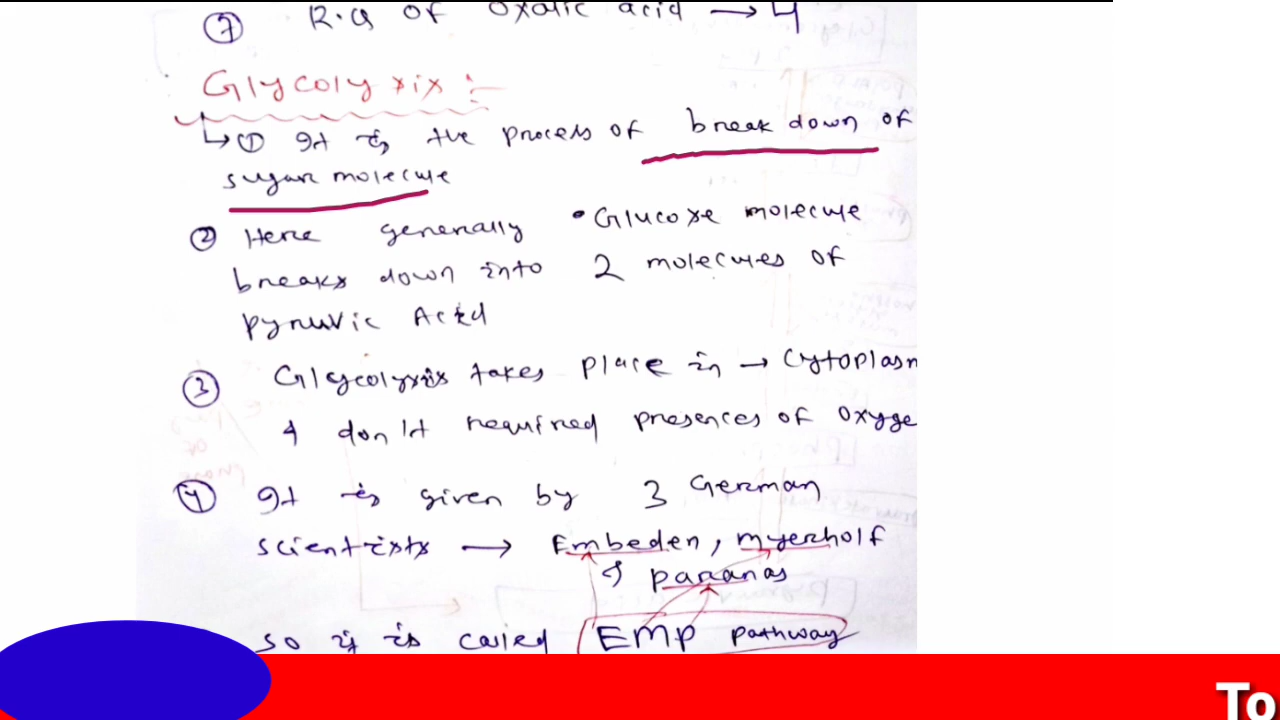 ⑦ R.Q of Oxalic acid → 4
Glycolysis :-
↳ ① It is the process of break down of
sugar molecule
② Here generally • Glucose molecule
breaks down into 2 molecules of
pyruvic Acid
③ Glycolysis takes place in → Cytoplasm
& don't required presences of Oxyge
④ It is given by 3 German
scientists → Embeden, myerholf
& pananas
so it is called EMP pathway
To